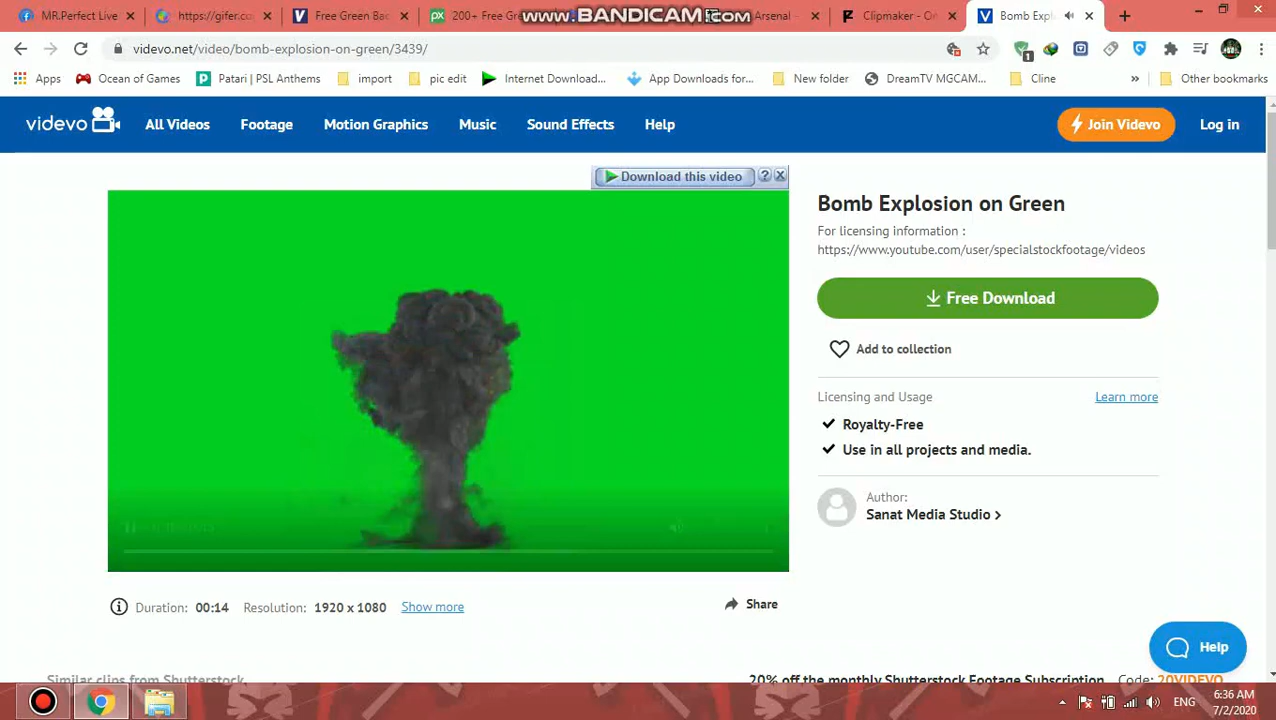 MR.Perfect Live
https://gifer.com
Free Green Bac
200+ Free Gre
www.BANDICAM.com
Arsenal -
Clipmaker - On
Bomb Expl
videvo.net/video/bomb-explosion-on-green/3439/
1
Apps
Ocean of Games
Patari | PSL Anthems
import
pic edit
Internet Download...
App Downloads for...
New folder
DreamTV MGCAM...
Cline
»
Other bookmarks
videvo
All Videos
Footage
Motion Graphics
Music
Sound Effects
Help
Join Videvo
Log in
Download this video
?
X
Bomb Explosion on Green
For licensing information :
https://www.youtube.com/user/specialstockfootage/videos
Free Download
Add to collection
Licensing and Usage
Learn more
Royalty-Free
Use in all projects and media.
Author:
Sanat Media Studio
Duration: 00:14
Resolution: 1920 x 1080
Show more
Share
Help
Similar clips from Shutterstock
20% off the monthly Shutterstock Footage Subscription
Code: 20VIDEVO
ENG
6:36 AM
7/2/2020